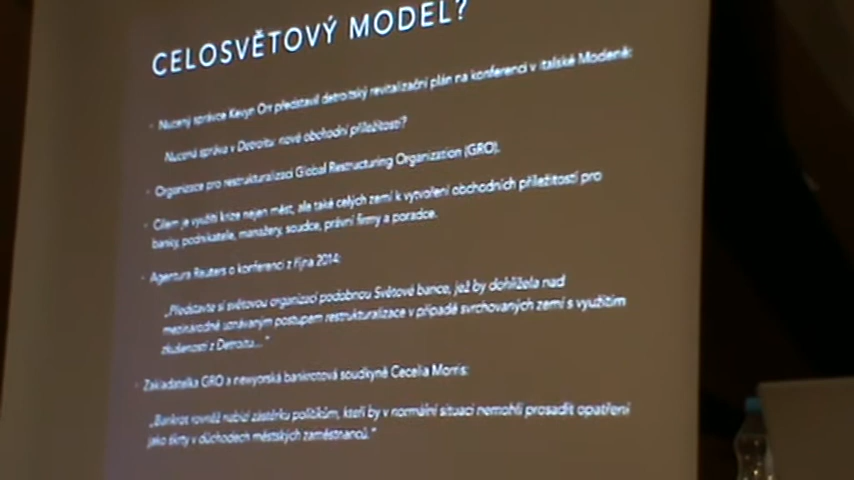 CELOSVĚTOVÝ MODEL?
Nucený správce Kevyn Orr představil detroitský revitalizační plán na konferenci v italské Modeně:
Nucená správa v Detroitu: nové obchodní příležitosti?
Organizace pro restrukturalizaci Global Restructuring Organization (GRO).
Cílem je využití krize nejen měst, ale také celých zemí k vytvoření obchodních příležitostí pro
banky, podnikatele, manažery, soudce, právní firmy a poradce.
Agentura Reuters o konferenci z října 2014:
„Představte si světovou organizaci podobnou Světové bance, jež by dohlížela nad
mezinárodně uznávaným postupem restrukturalizace v případě svrchovaných zemí s využitím
zkušeností z Detroitu..."
Zakladatelka GRO a newyorská bankrotová soudkyně Cecelia Morris:
„Bankrot rovněž nabízí zástěrku politikům, kteří by v normální situaci nemohli prosadit opatření
jako škrty v důchodech městských zaměstnanců."